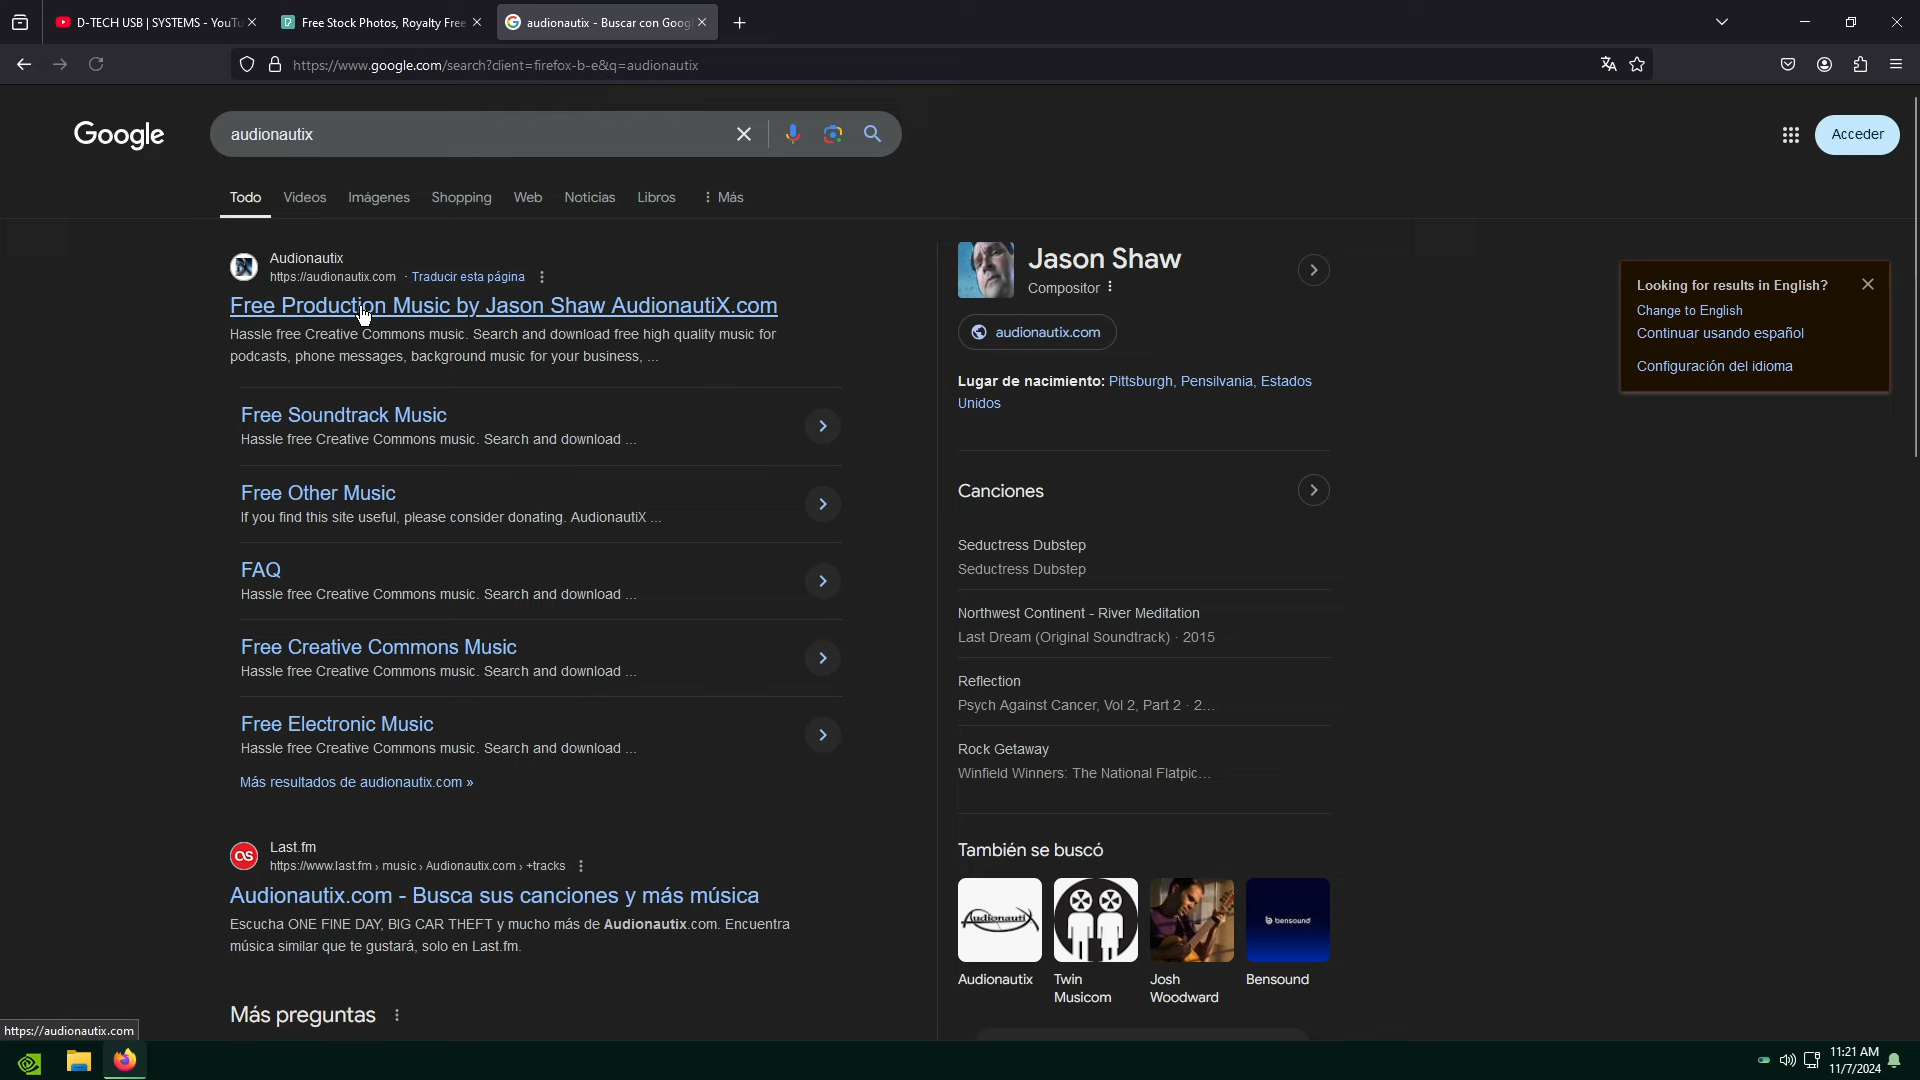 D-TECH USB | SYSTEMS - YouTu
Free Stock Photos, Royalty Free
audionautix - Buscar con Goog
https://www.google.com/search?client=firefox-b-e&q=audionautix
Google
audionautix
Acceder
Todo
Videos
Imágenes
Shopping
Web
Noticias
Libros
Más
Audionautix
https://audionautix.com · Traducir esta página
Free Production Music by Jason Shaw AudionautiX.com
Hassle free Creative Commons music. Search and download free high quality music for
podcasts, phone messages, background music for your business, ...
Free Soundtrack Music
Hassle free Creative Commons music. Search and download ...
Free Other Music
If you find this site useful, please consider donating. AudionautiX ...
FAQ
Hassle free Creative Commons music. Search and download ...
Free Creative Commons Music
Hassle free Creative Commons music. Search and download ...
Free Electronic Music
Hassle free Creative Commons music. Search and download ...
Más resultados de audionautix.com »
Last.fm
https://www.last.fm › music › Audionautix.com › +tracks
Audionautix.com - Busca sus canciones y más música
Escucha ONE FINE DAY, BIG CAR THEFT y mucho más de Audionautix.com. Encuentra
música similar que te gustará, solo en Last.fm.
Más preguntas
Jason Shaw
Compositor
audionautix.com
Lugar de nacimiento: Pittsburgh, Pensilvania, Estados
Unidos
Canciones
Seductress Dubstep
Seductress Dubstep
Northwest Continent - River Meditation
Last Dream (Original Soundtrack) · 2015
Reflection
Psych Against Cancer, Vol 2, Part 2 · 2...
Rock Getaway
Winfield Winners: The National Flatpic...
También se buscó
Audionautix
bensound
Audionautix
Twin
Musicom
Josh
Woodward
Bensound
Looking for results in English?
Change to English
Continuar usando español
Configuración del idioma
https://audionautix.com
11:21 AM
11/7/2024